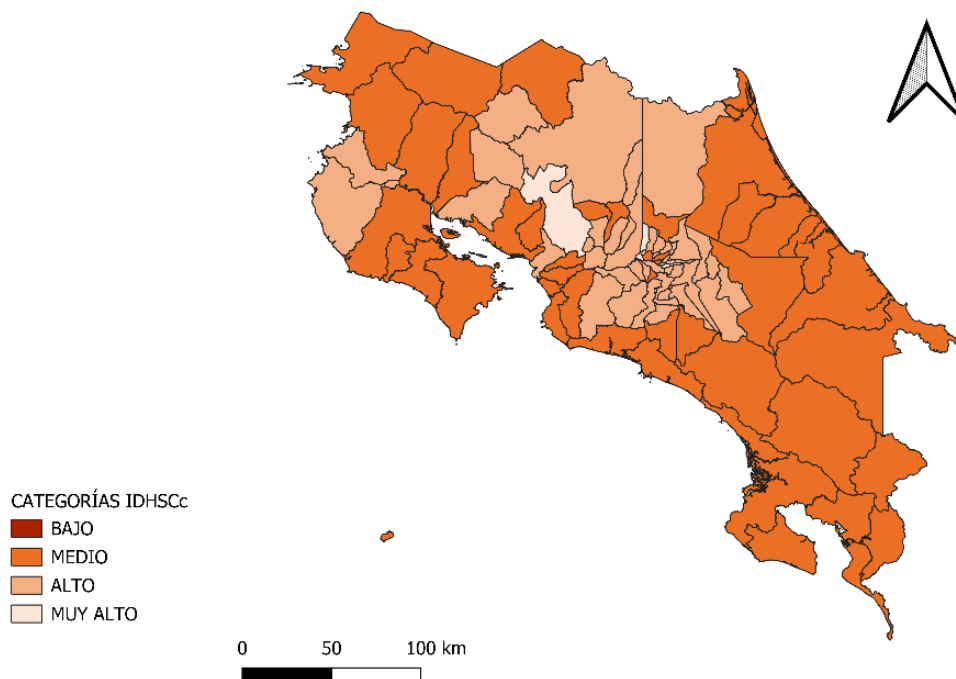 CATEGORÍAS IDHSCc
BAJO
MEDIO
ALTO
MUY ALTO
0 50 100 km